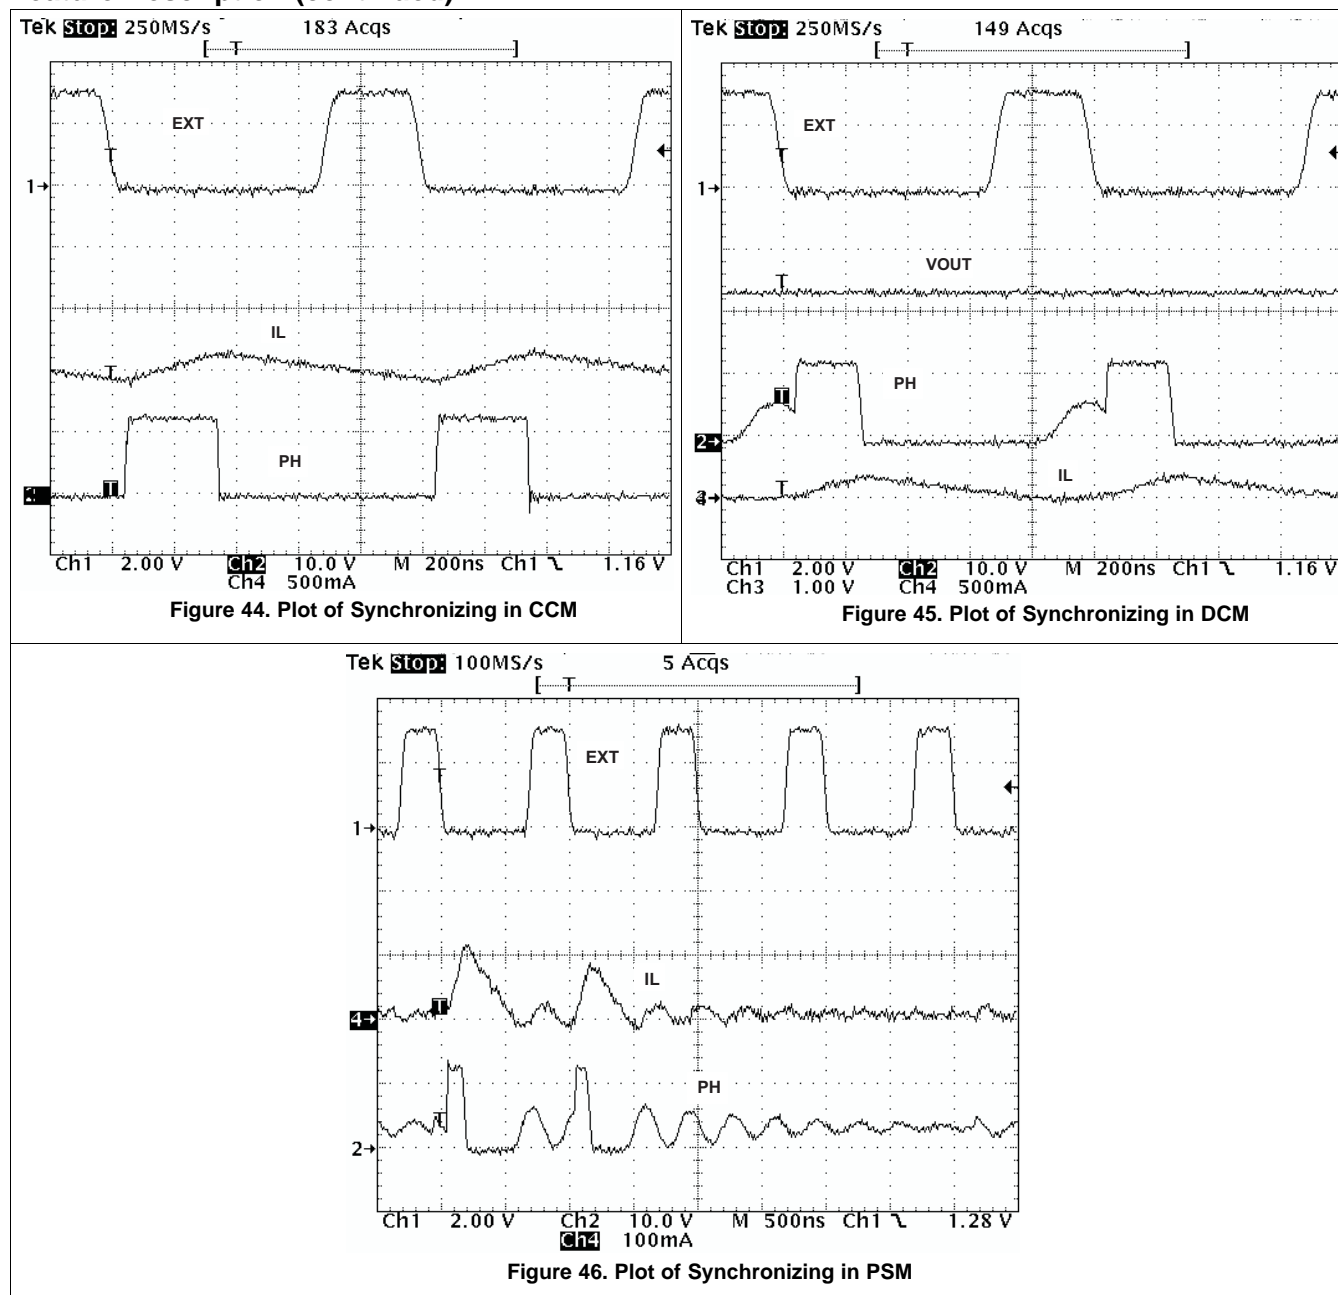 Tek Stop: 250MS/s 183 Acqs
[ T ]
EXT
T
1→
IL
T
PH
T
Ch1 2.00 V Ch2 10.0 V M 200ns Ch1 1.16 V
Ch4 500mA
Figure 44. Plot of Synchronizing in CCM
Tek Stop: 250MS/s 149 Acqs
[ T ]
EXT
T
1→
VOUT
T
PH
T
2→
IL
T
Ch1 2.00 V Ch2 10.0 V M 200ns Ch1 1.16 V
Ch3 1.00 V Ch4 500mA
Figure 45. Plot of Synchronizing in DCM
Tek Stop: 100MS/s 5 Acqs
[ T ]
EXT
T
1→
IL
T
4→
PH
T
2→
Ch1 2.00 V Ch2 10.0 V M 500ns Ch1 1.28 V
Ch4 100mA
Figure 46. Plot of Synchronizing in PSM